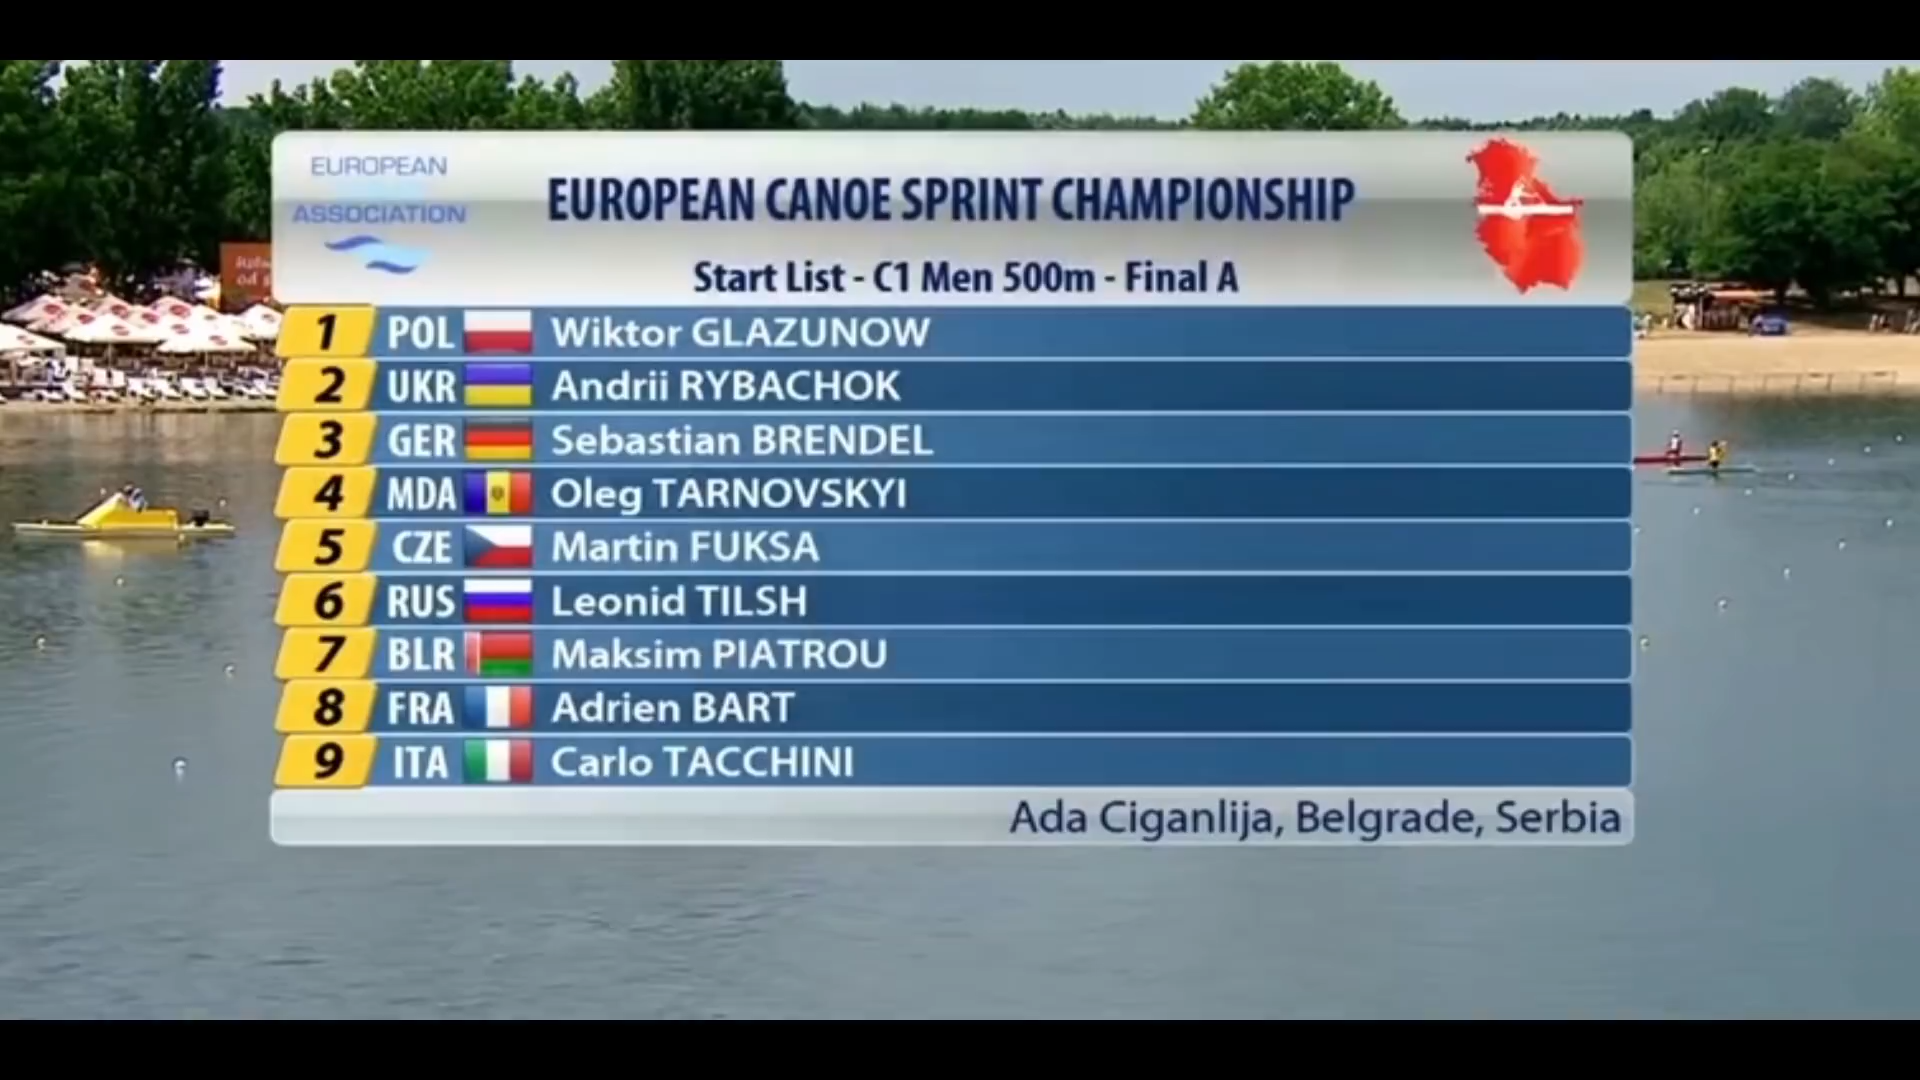 EUROPEAN
ASSOCIATION
EUROPEAN CANOE SPRINT CHAMPIONSHIP
Start List - C1 Men 500m - Final A
1 POL Wiktor GLAZUNOW
2 UKR Andrii RYBACHOK
3 GER Sebastian BRENDEL
4 MDA Oleg TARNOVSKYI
5 CZE Martin FUKSA
6 RUS Leonid TILSH
7 BLR Maksim PIATROU
8 FRA Adrien BART
9 ITA Carlo TACCHINI
Ada Ciganlija, Belgrade, Serbia